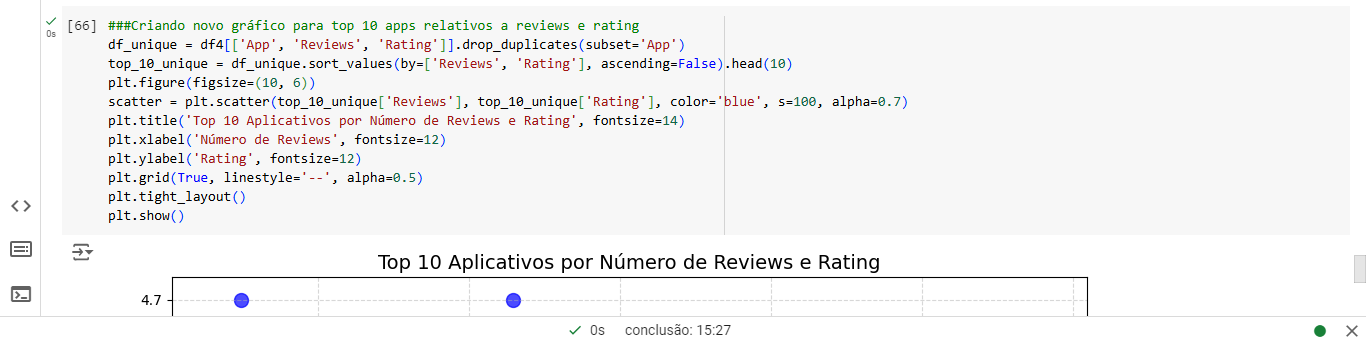 [66] ###Criando novo gráfico para top 10 apps relativos a reviews e rating
0s
df_unique = df4[['App', 'Reviews', 'Rating']].drop_duplicates(subset='App')
top_10_unique = df_unique.sort_values(by=['Reviews', 'Rating'], ascending=False).head(10)
plt.figure(figsize=(10, 6))
scatter = plt.scatter(top_10_unique['Reviews'], top_10_unique['Rating'], color='blue', s=100, alpha=0.7)
plt.title('Top 10 Aplicativos por Número de Reviews e Rating', fontsize=14)
plt.xlabel('Número de Reviews', fontsize=12)
plt.ylabel('Rating', fontsize=12)
plt.grid(True, linestyle='--', alpha=0.5)
plt.tight_layout()
plt.show()
Top 10 Aplicativos por Número de Reviews e Rating
4.7
0s conclusão: 15:27